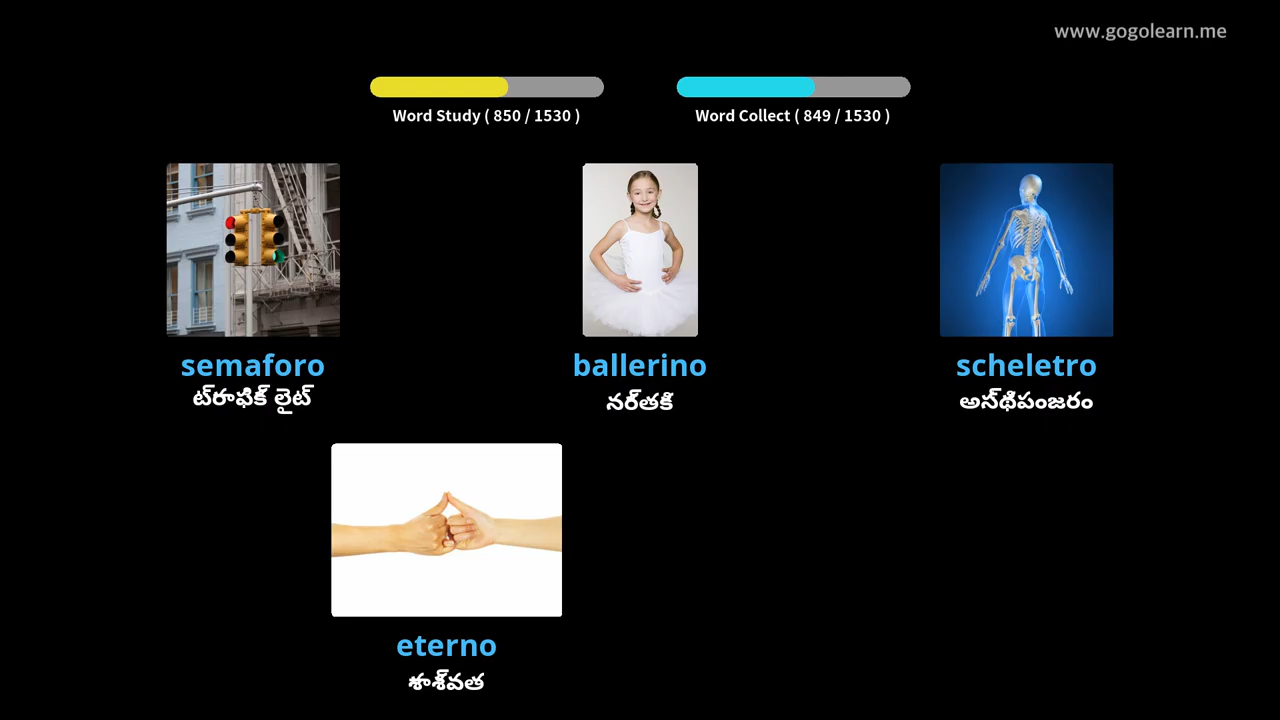 www.gogolearn.me
Word Study ( 850 / 1530 )
Word Collect ( 849 / 1530 )
semaforo
ట్‌రాఫిక్ లైట్
ballerino
నర్‌తకి
scheletro
అన్‌థిపంజరం
eterno
శాశ్‌వత